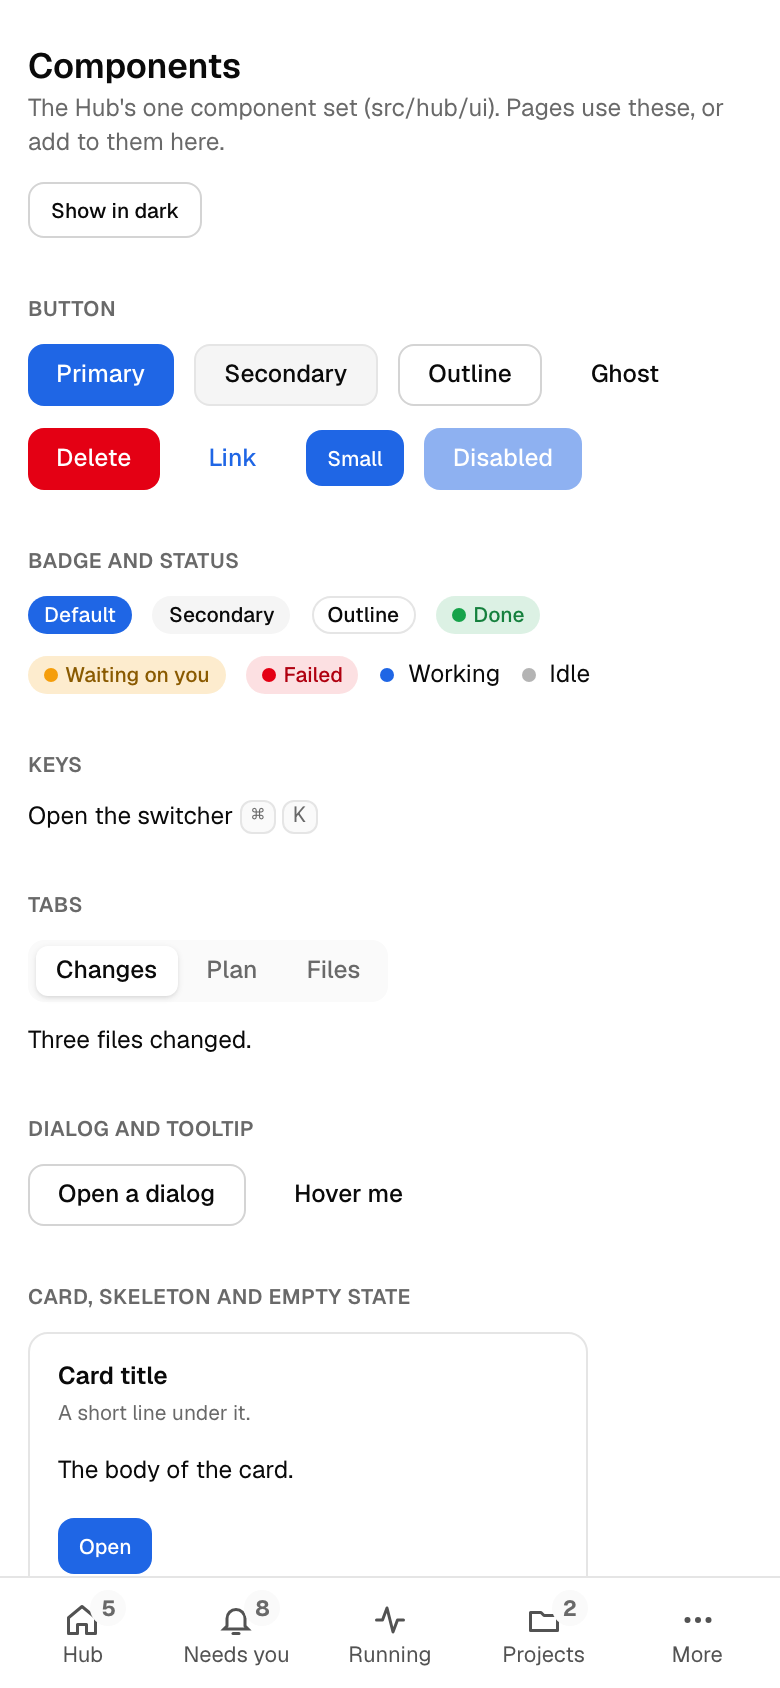 Components
The Hub's one component set (src/hub/ui). Pages use these, or
add to them here.
Show in dark
BUTTON
Primary Secondary Outline Ghost
Delete Link Small Disabled
BADGE AND STATUS
Default Secondary Outline Done
Waiting on you Failed Working Idle
KEYS
Open the switcher ⌘ K
TABS
Changes Plan Files
Three files changed.
DIALOG AND TOOLTIP
Open a dialog Hover me
CARD, SKELETON AND EMPTY STATE
Card title
A short line under it.
The body of the card.
Open
5 8 2
Hub Needs you Running Projects More